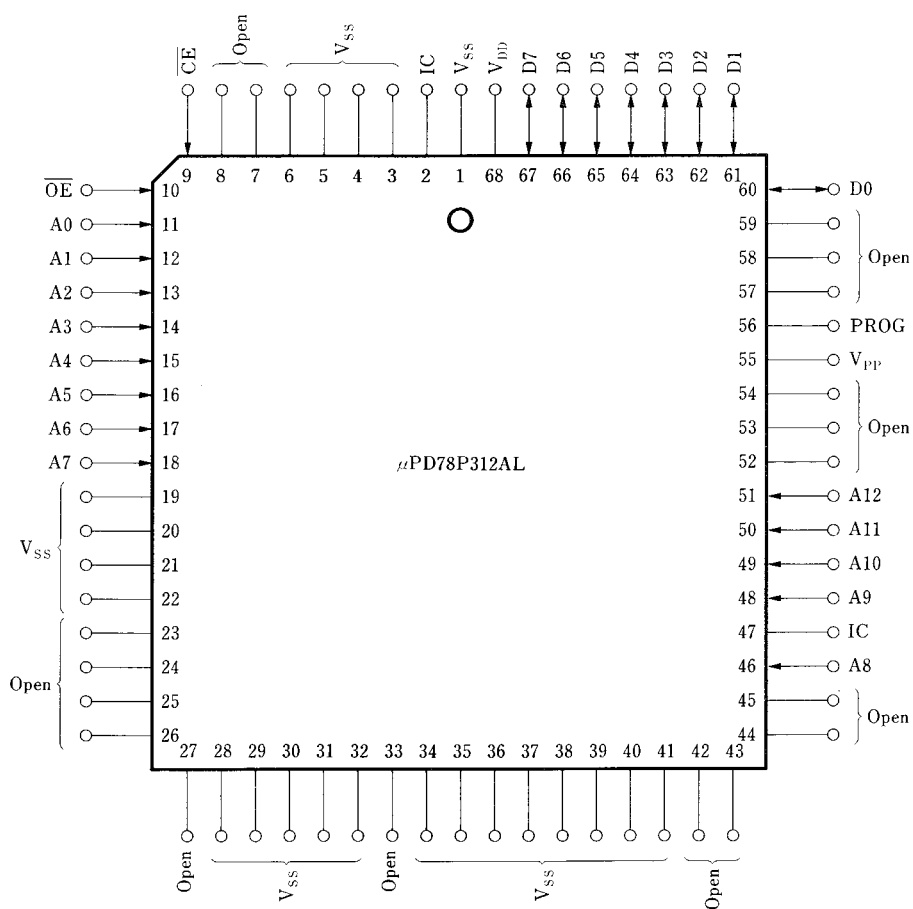 CE
Open
VSS
IC
VSS
VDD
D7
D6
D5
D4
D3
D2
D1
9 8 7 6 5 4 3 2 1 68 67 66 65 64 63 62 61
OE 10
A0 11
A1 12
A2 13
A3 14
A4 15
A5 16
A6 17
A7 18
VSS
19
20
21
22
Open
23
24
25
26
μPD78P312AL
60 D0
59
58
57
Open
56 PROG
55 VPP
54
53
52
Open
51 A12
50 A11
49 A10
48 A9
47 IC
46 A8
45
44
Open
27 28 29 30 31 32 33 34 35 36 37 38 39 40 41 42 43
Open
VSS
Open
VSS
Open